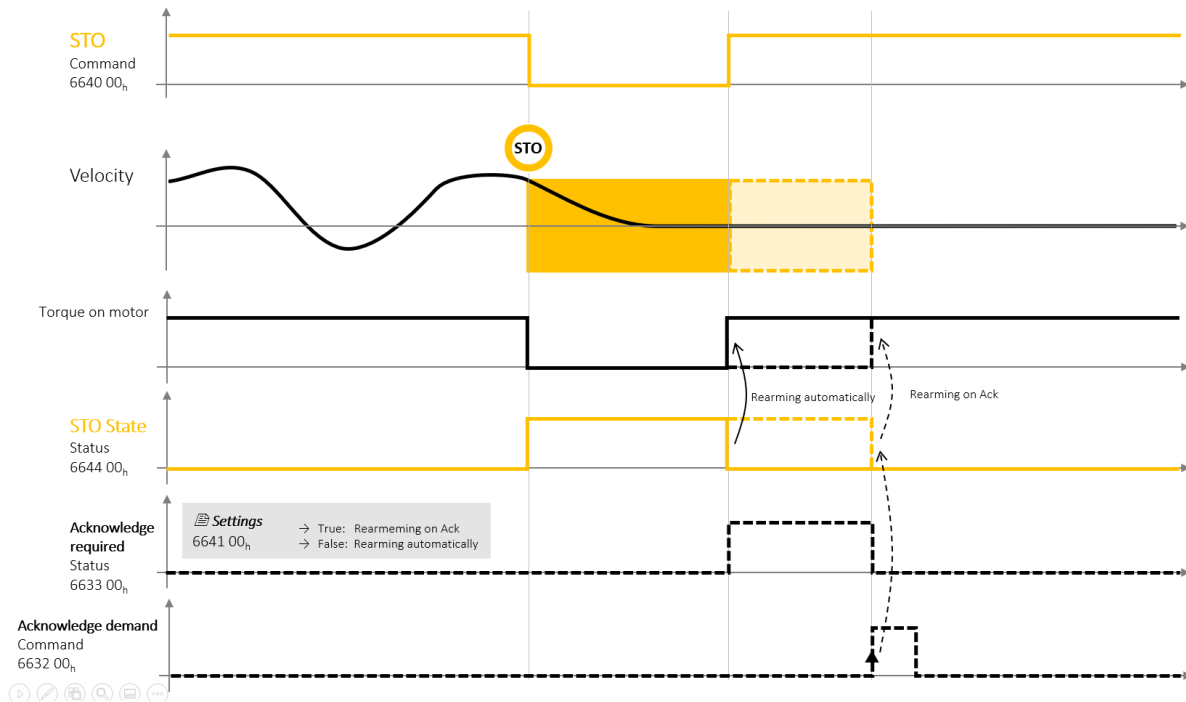 STO
Command
6640 00h
STO
Velocity
Torque on motor
Rearming automatically
Rearming on Ack
STO State
Status
6644 00h
Acknowledge
required
Status
6633 00h
Settings
6641 00h
→ True: Rearmeming on Ack
→ False: Rearming automatically
Acknowledge demand
Command
6632 00h